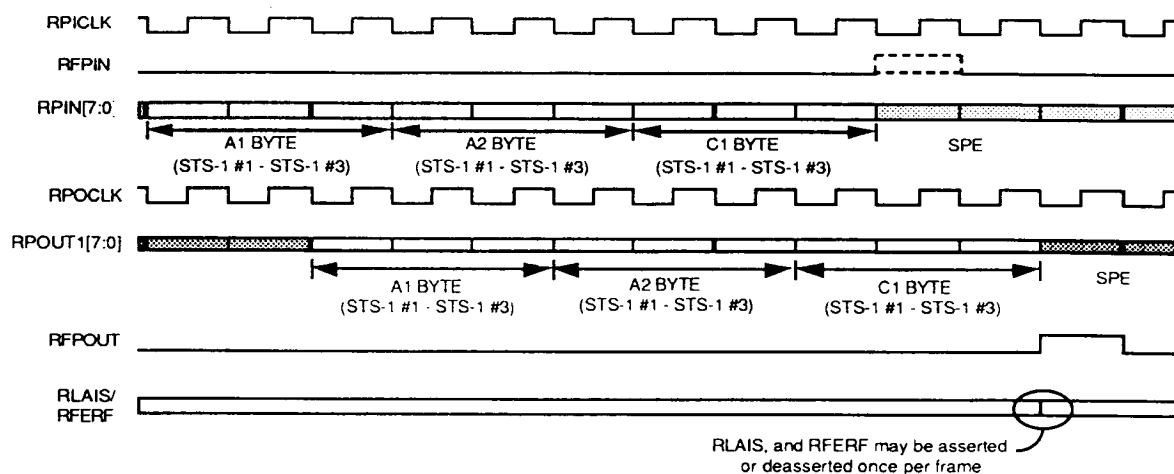 RPICLK
RFPIN
RPIN[7:0]
A1 BYTE
(STS-1 #1 - STS-1 #3)
A2 BYTE
(STS-1 #1 - STS-1 #3)
C1 BYTE
(STS-1 #1 - STS-1 #3)
SPE
RPOCLK
RPOUT1[7:0]
A1 BYTE
(STS-1 #1 - STS-1 #3)
A2 BYTE
(STS-1 #1 - STS-1 #3)
C1 BYTE
(STS-1 #1 - STS-1 #3)
SPE
RFPOUT
RLAIS/
RFERF
RLAIS, and RFERF may be asserted
or deasserted once per frame